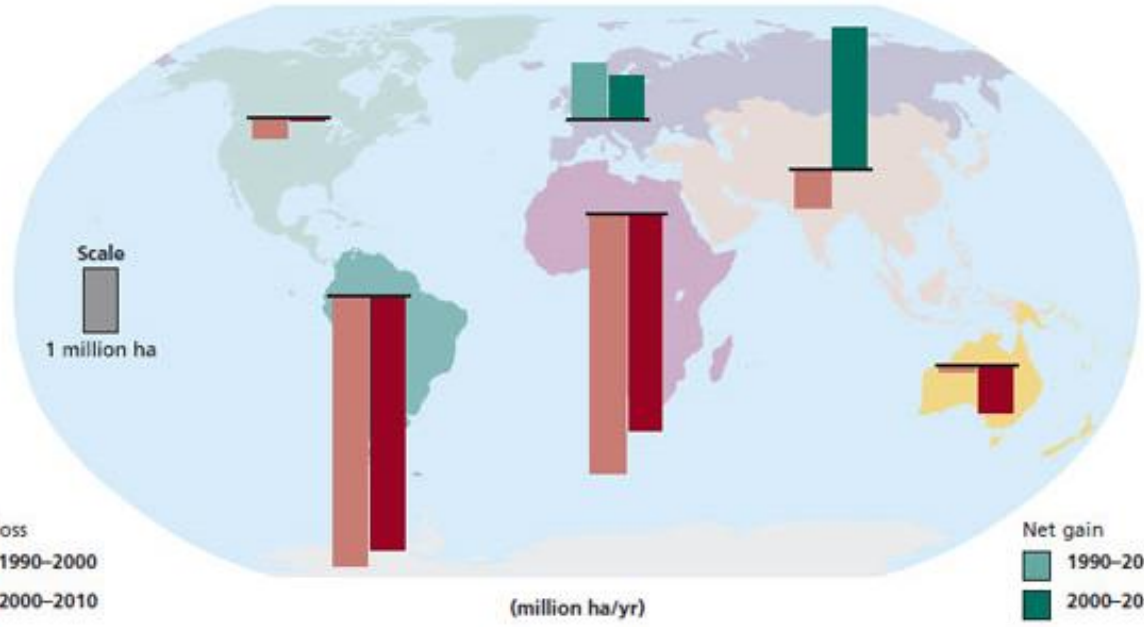 Scale
1 million ha
oss
1990–2000
2000–2010
(million ha/yr)
Net gain
1990–20
2000–20